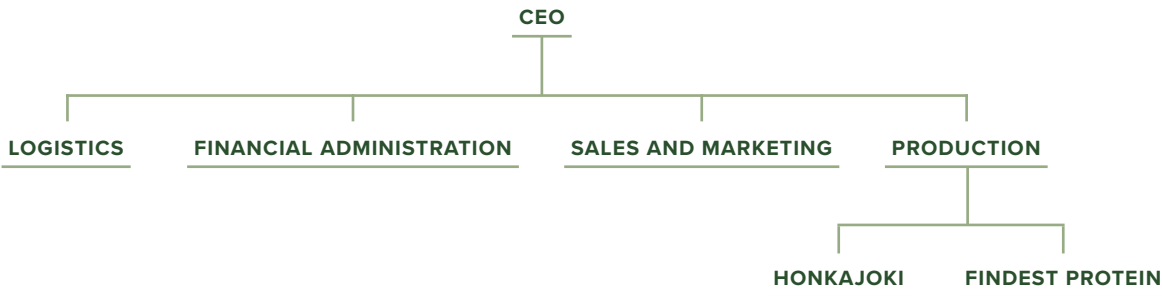 CEO
LOGISTICS
FINANCIAL ADMINISTRATION
SALES AND MARKETING
PRODUCTION
HONKAJOKI
FINDEST PROTEIN